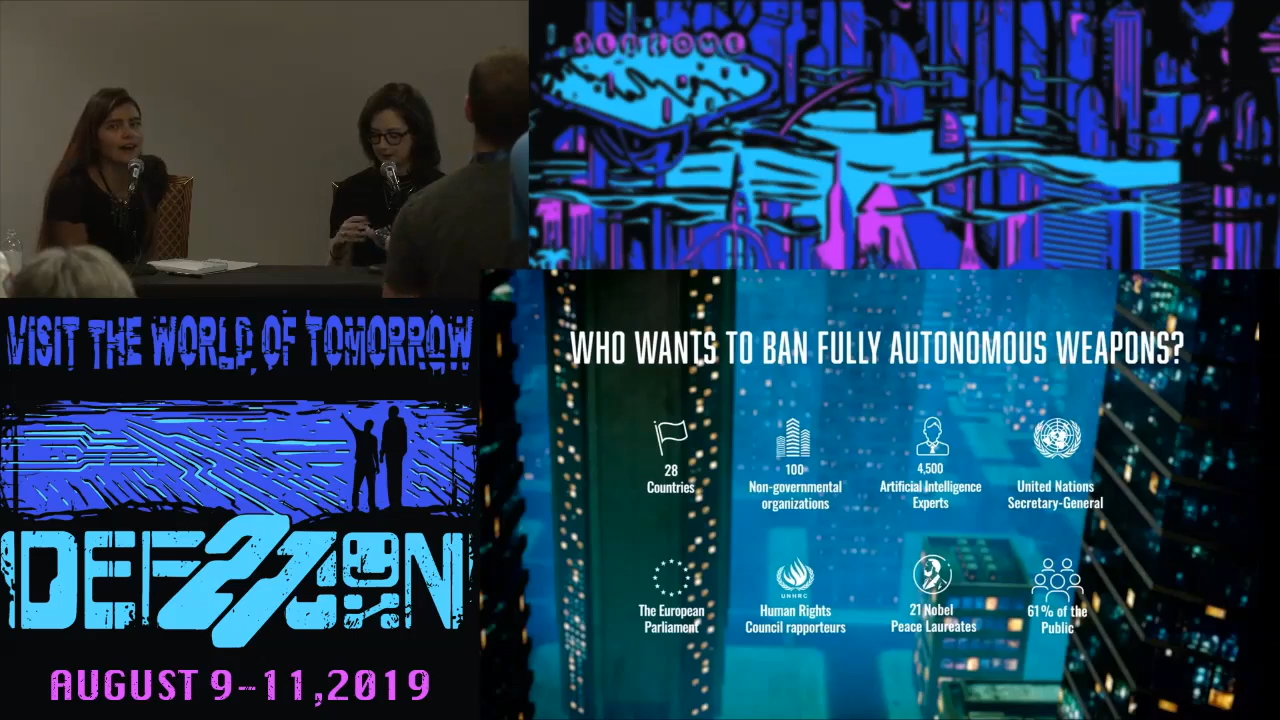 WELCOME
WHO WANTS TO BAN FULLY AUTONOMOUS WEAPONS?
28
Countries
100
Non-governmental
organizations
4,500
Artificial Intelligence
Experts
United Nations
Secretary-General
The European
Parliament
UNHRC
Human Rights
Council rapporteurs
21 Nobel
Peace Laureates
61% of the
Public
VISIT THE WORLD OF TOMORROW
DEF27CON
AUGUST 9-11,2019